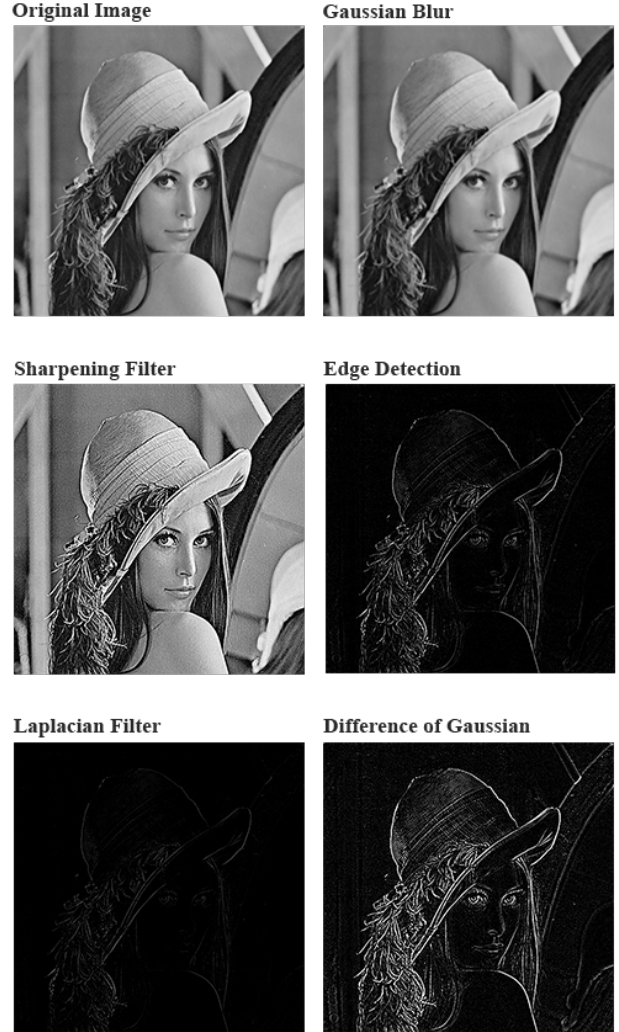 Original Image
Gaussian Blur
Sharpening Filter
Edge Detection
Laplacian Filter
Difference of Gaussian